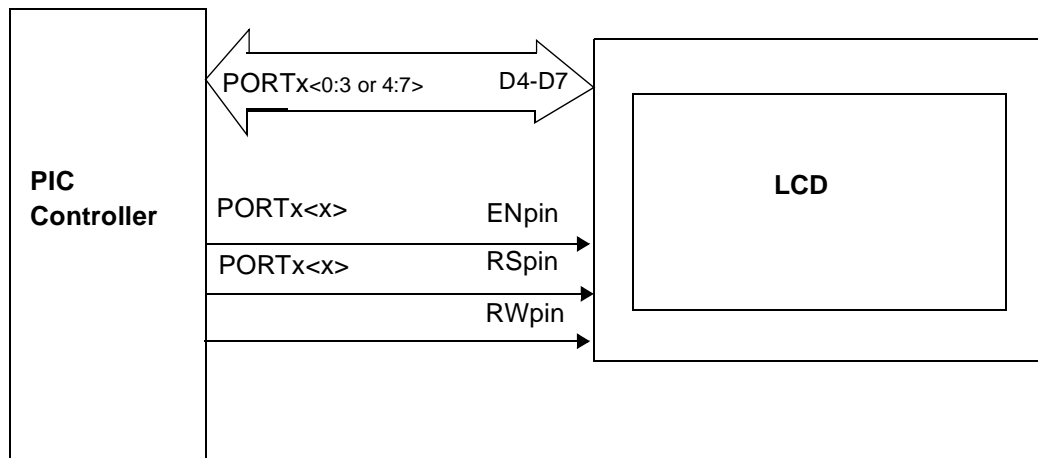 PORTx<0:3 or 4:7> D4-D7
PIC
Controller
LCD
PORTx<x> ENpin
PORTx<x> RSpin
RWpin